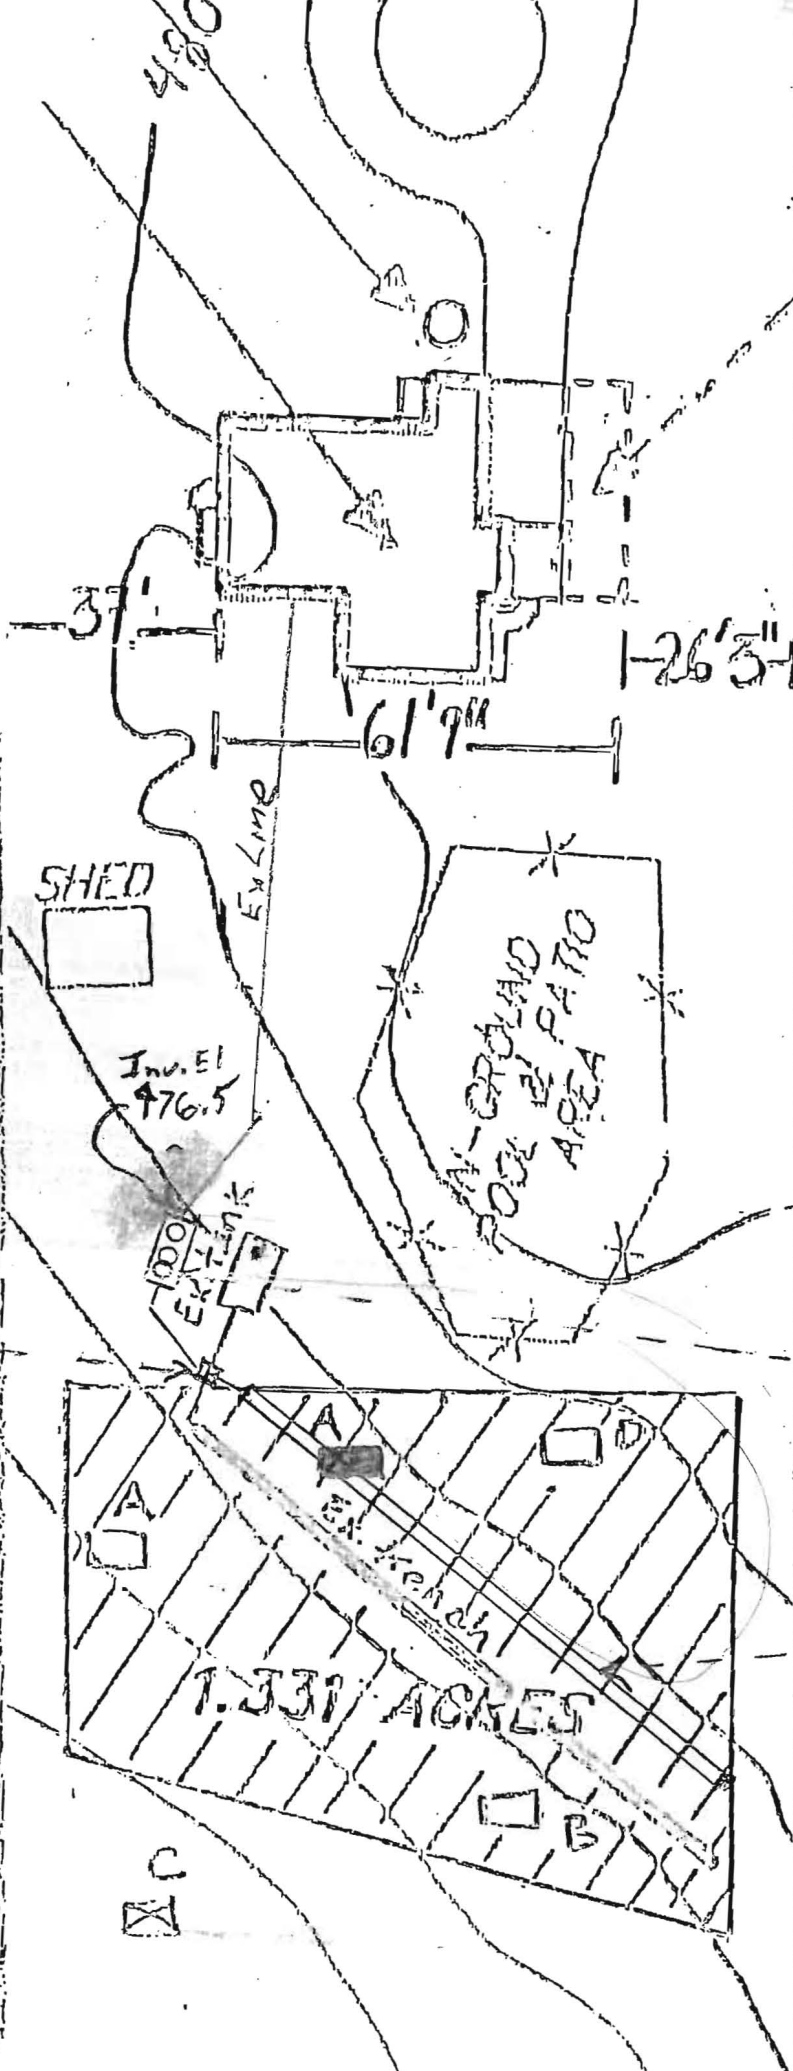 480
26'3"
61'9"
Ex Line
SHED
IN-GROUND
POOL & PATIO
AREA
Inv. El
476.5
Ex Tank
A
D
A
Ex. Trench
1.331 ACRES
B
C